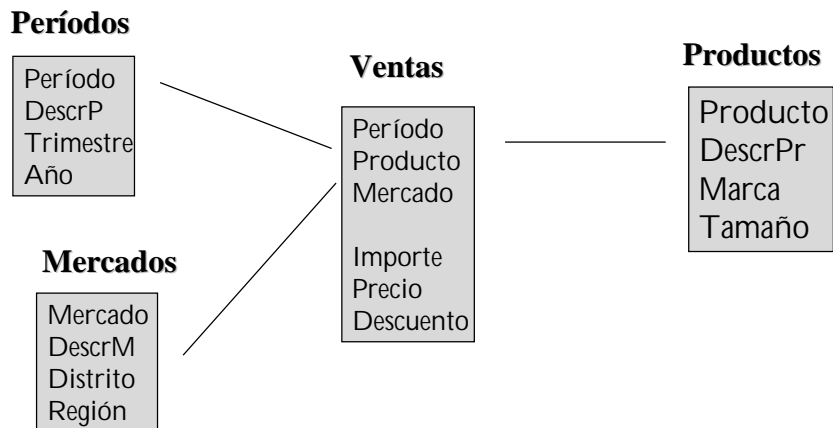 Períodos
Período
DescrP
Trimestre
Año
Ventas
Período
Producto
Mercado
Importe
Precio
Descuento
Productos
Producto
DescrPr
Marca
Tamaño
Mercados
Mercado
DescrM
Distrito
Región